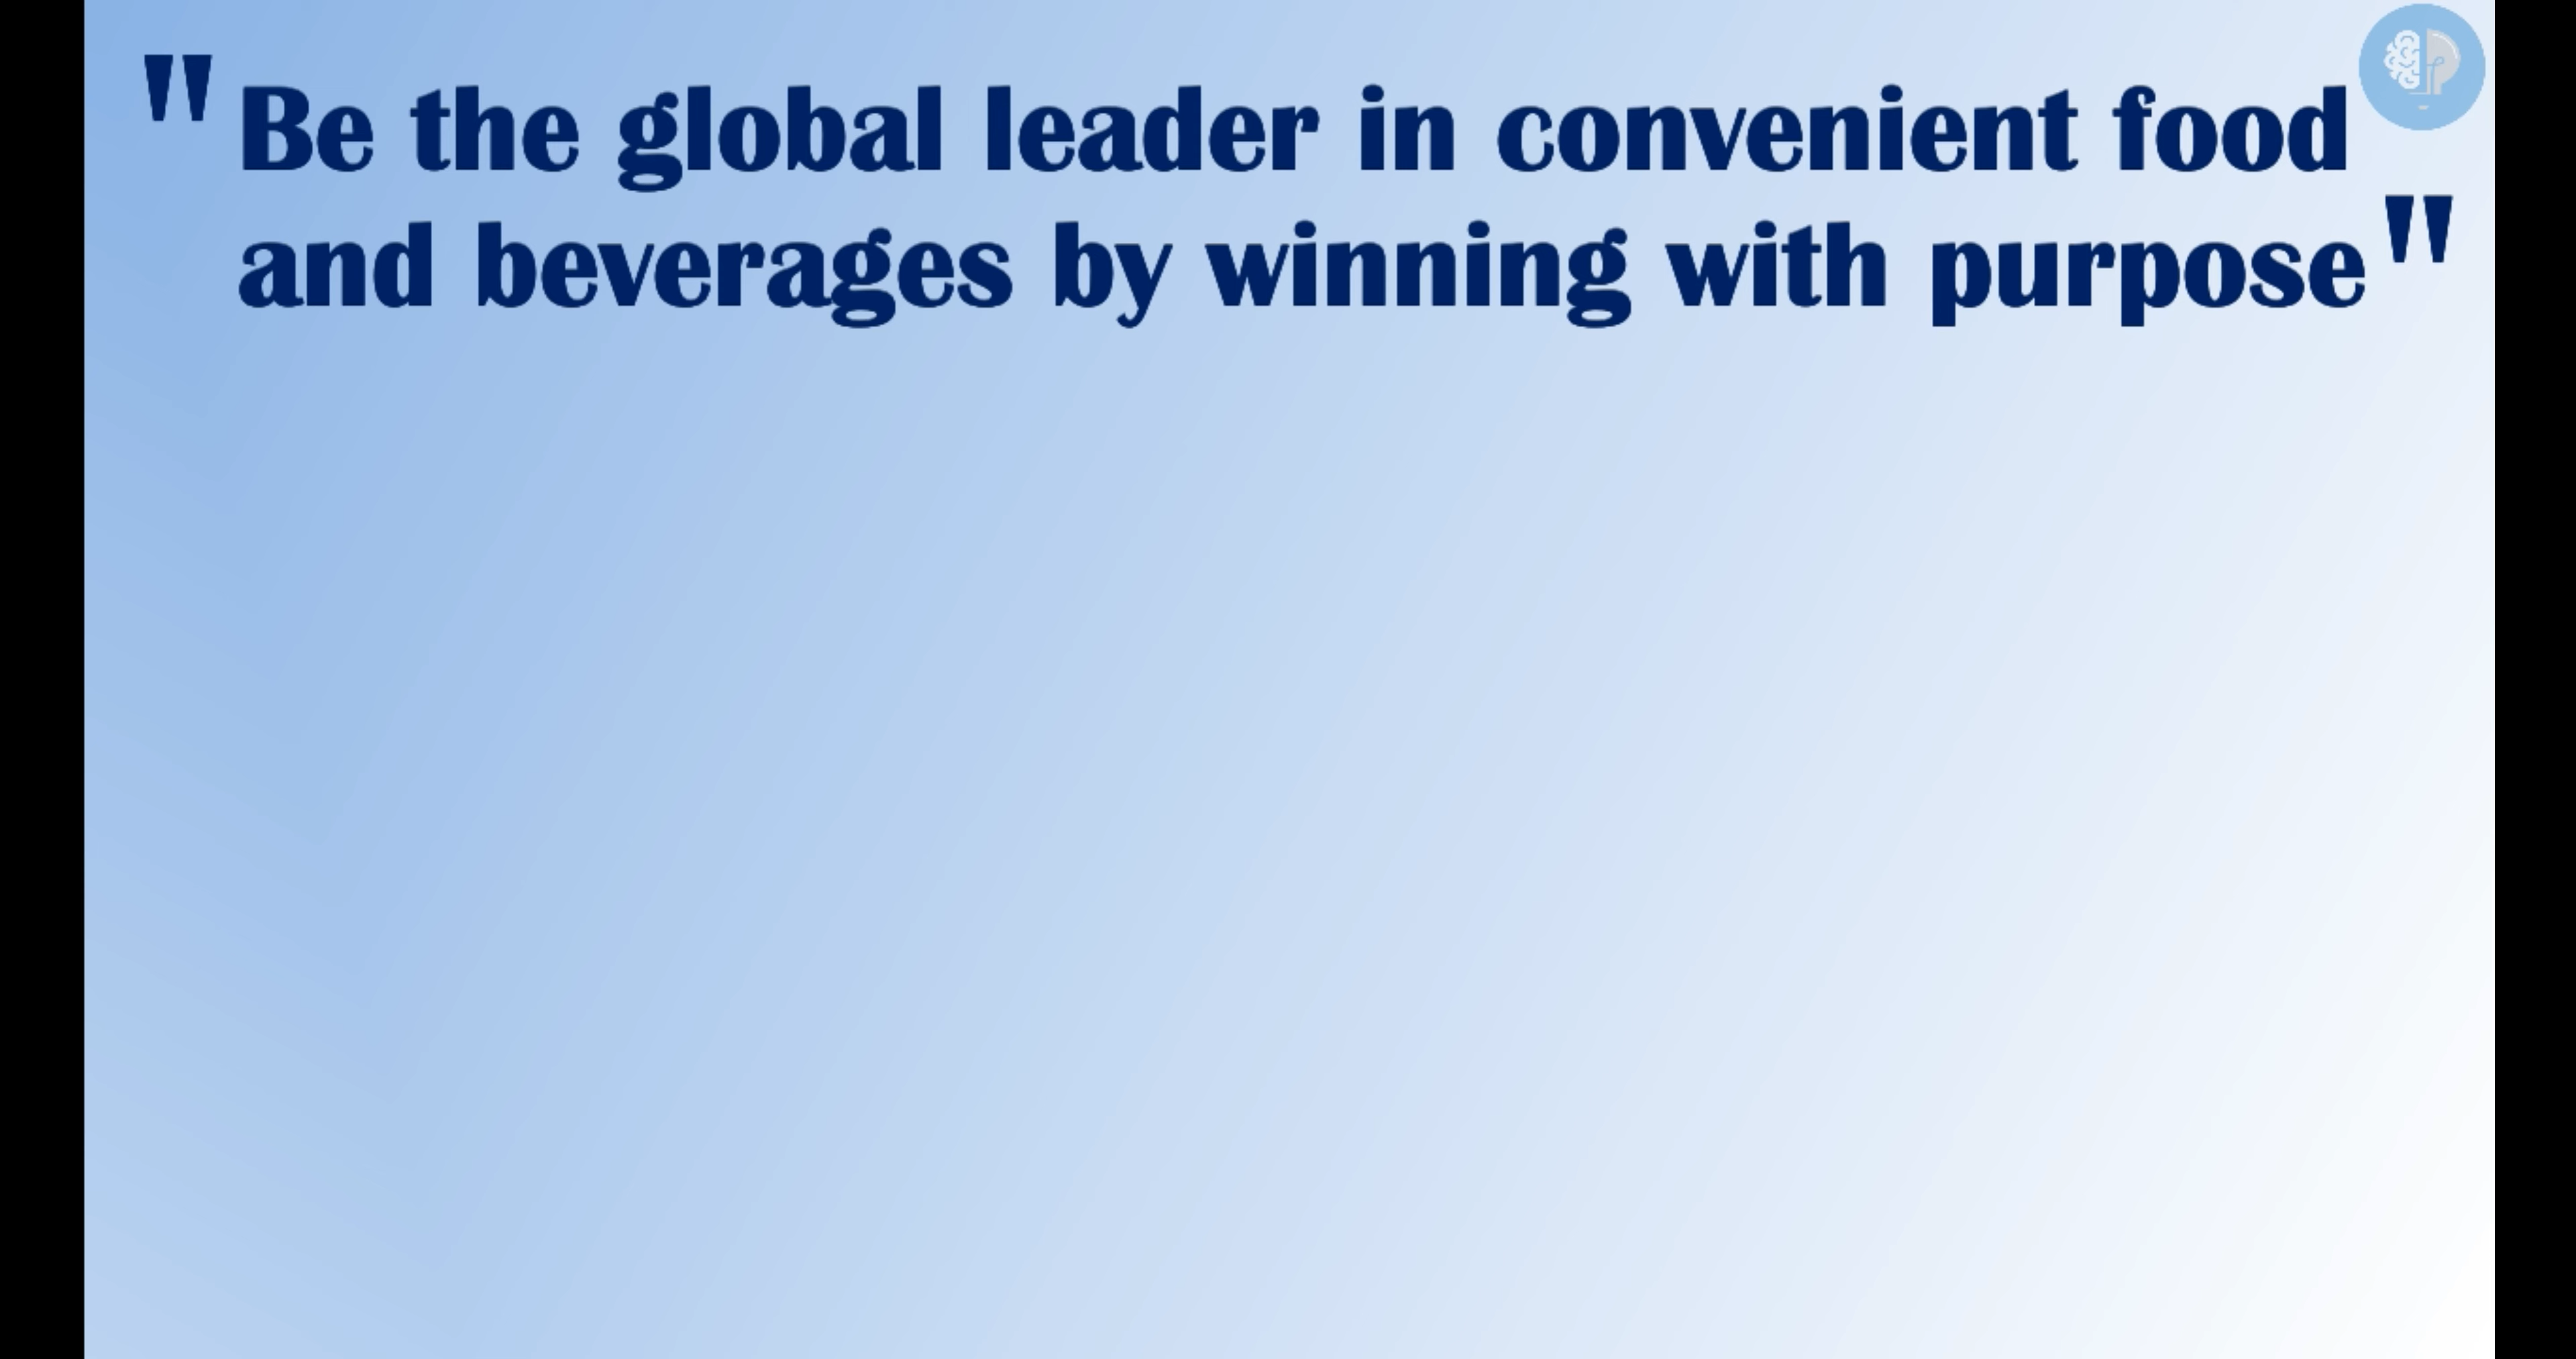 "Be the global leader in convenient food
and beverages by winning with purpose"